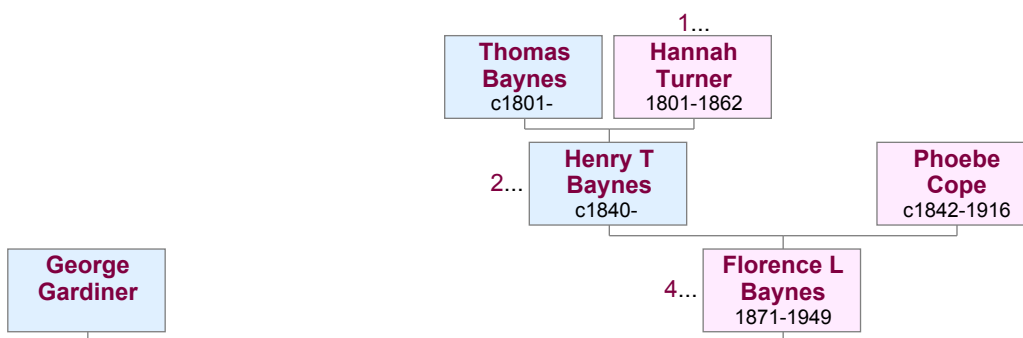 1...
Thomas
Baynes
c1801-
Hannah
Turner
1801-1862
2...
Henry T
Baynes
c1840-
Phoebe
Cope
c1842-1916
George
Gardiner
4...
Florence L
Baynes
1871-1949